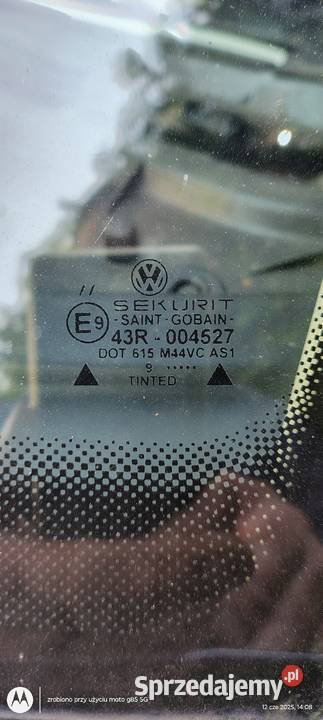 //
SEKURIT
-SAINT-GOBAIN-
E9
43R-004527
DOT 615 M44VC AS1
9 .....
TINTED
Sprzedajemy.pl
zrobiono przy użyciu moto g85 5G
12 cze 2025, 14:08